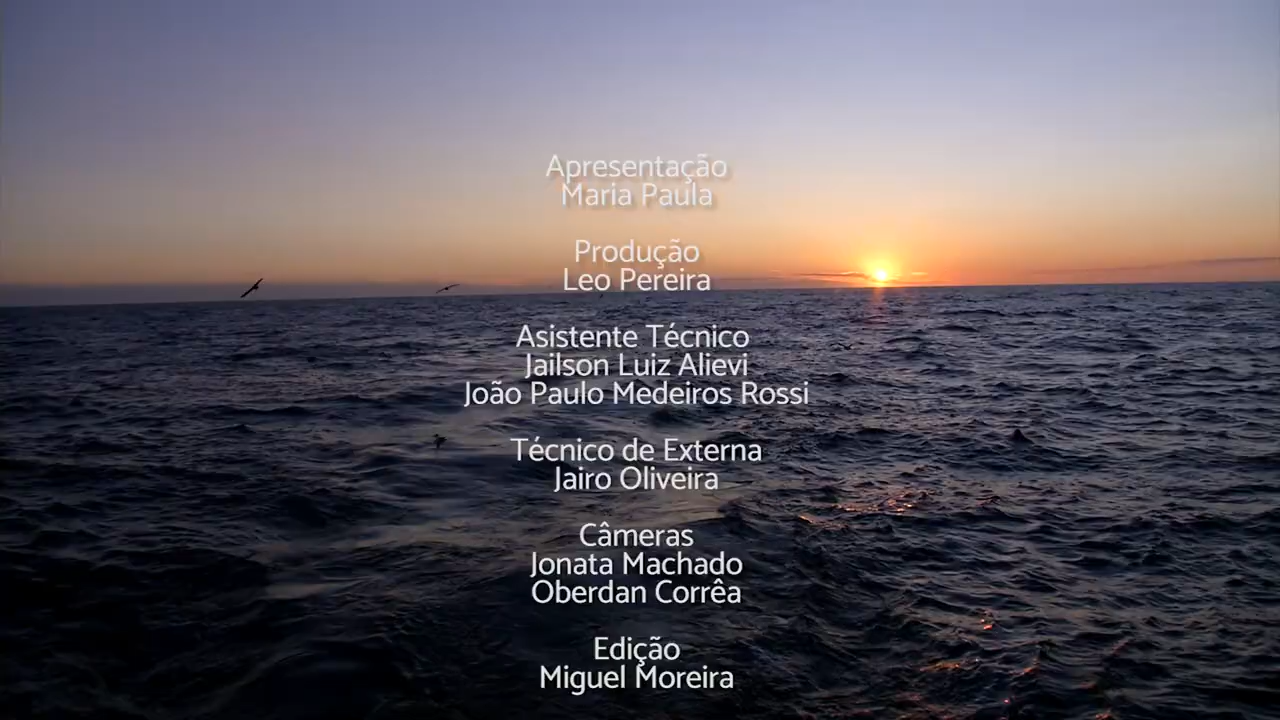 Apresentação
Maria Paula
Produção
Leo Pereira
Asistente Técnico
Jailson Luiz Alievi
João Paulo Medeiros Rossi
Técnico de Externa
Jairo Oliveira
Câmeras
Jonata Machado
Oberdan Corrêa
Edição
Miguel Moreira